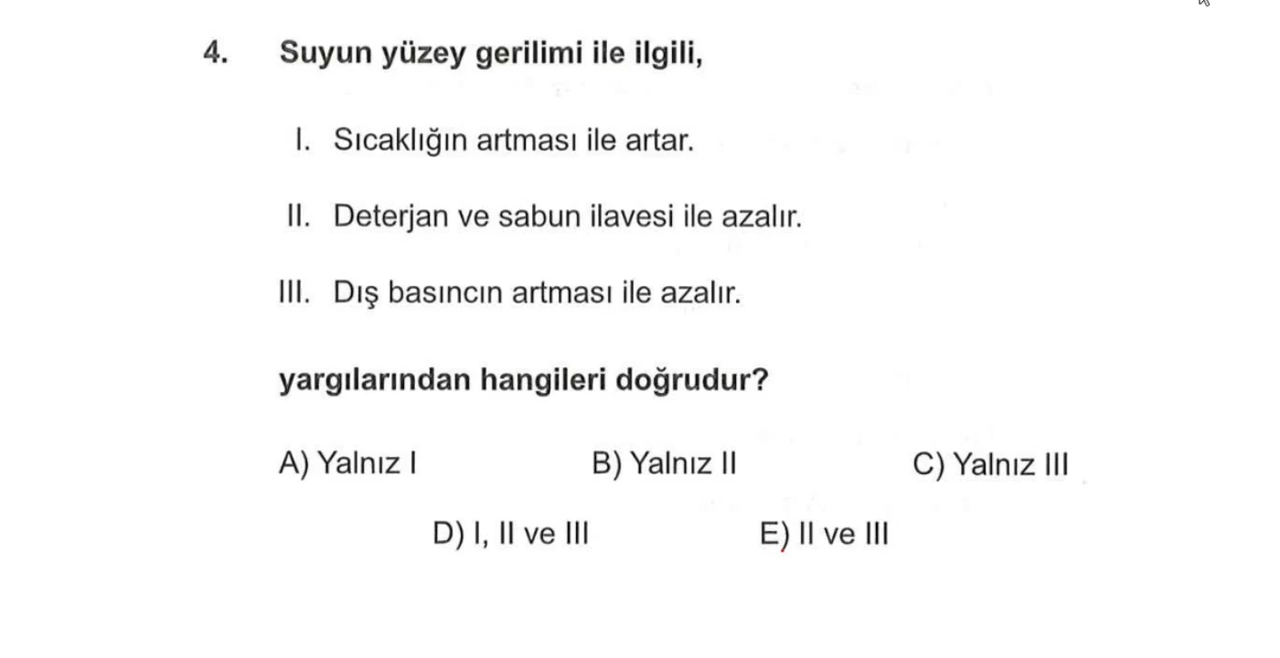 4. Suyun yüzey gerilimi ile ilgili,
I. Sıcaklığın artması ile artar.
II. Deterjan ve sabun ilavesi ile azalır.
III. Dış basıncın artması ile azalır.
yargılarından hangileri doğrudur?
A) Yalnız I B) Yalnız II C) Yalnız III
D) I, II ve III E) II ve III